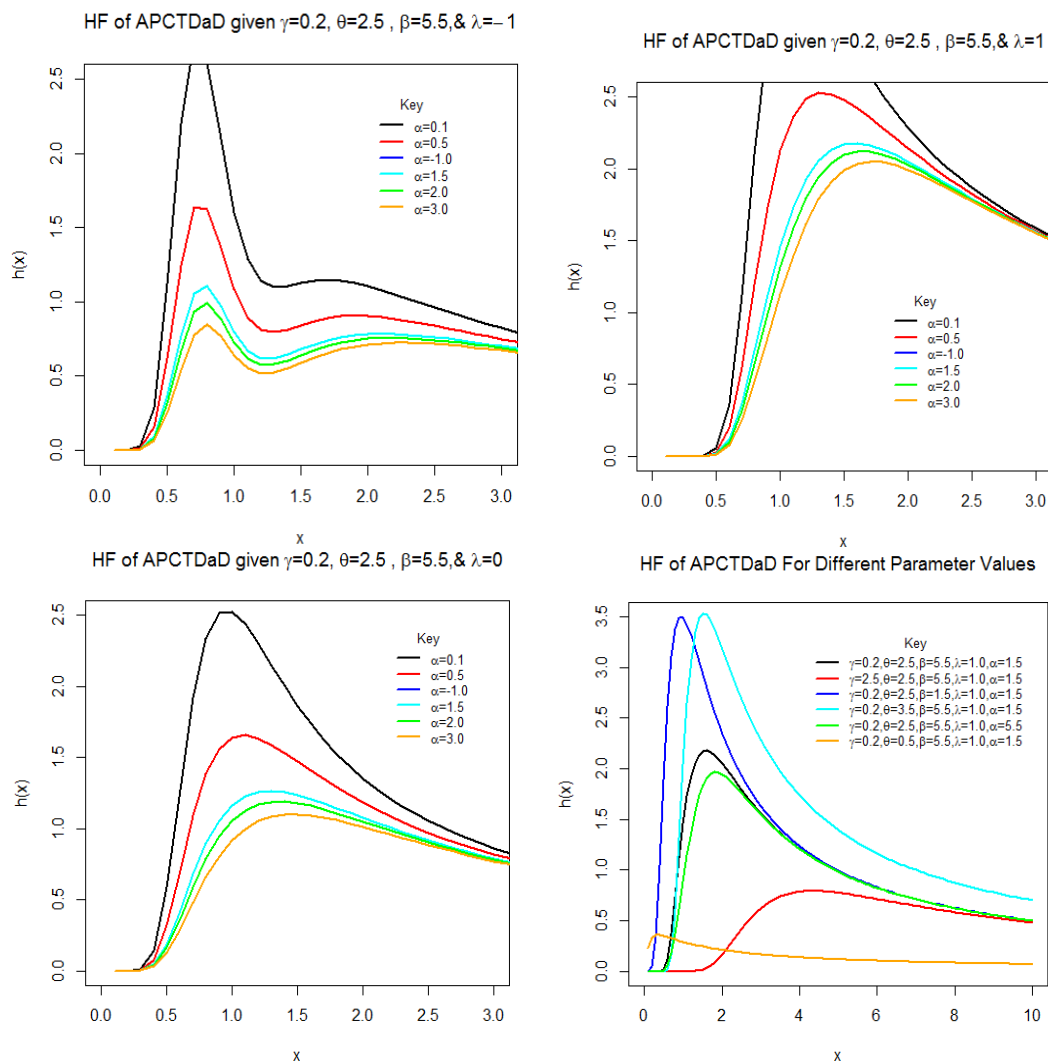 HF of APCTDaD given γ=0.2, θ=2.5 , β=5.5,& λ=−1
h(x)
2.5
2.0
1.5
1.0
0.5
0.0
Key
α=0.1
α=0.5
α=-1.0
α=1.5
α=2.0
α=3.0
0.0 0.5 1.0 1.5 2.0 2.5 3.0
x
HF of APCTDaD given γ=0.2, θ=2.5 , β=5.5,& λ=1
h(x)
2.5
2.0
1.5
1.0
0.5
0.0
Key
α=0.1
α=0.5
α=-1.0
α=1.5
α=2.0
α=3.0
0.0 0.5 1.0 1.5 2.0 2.5 3.0
x
HF of APCTDaD given γ=0.2, θ=2.5 , β=5.5,& λ=0
h(x)
2.5
2.0
1.5
1.0
0.5
0.0
Key
α=0.1
α=0.5
α=-1.0
α=1.5
α=2.0
α=3.0
0.0 0.5 1.0 1.5 2.0 2.5 3.0
x
HF of APCTDaD For Different Parameter Values
h(x)
3.5
3.0
2.5
2.0
1.5
1.0
0.5
0.0
Key
γ=0.2,θ=2.5,β=5.5,λ=1.0,α=1.5
γ=2.5,θ=2.5,β=5.5,λ=1.0,α=1.5
γ=0.2,θ=2.5,β=1.5,λ=1.0,α=1.5
γ=0.2,θ=3.5,β=5.5,λ=1.0,α=1.5
γ=0.2,θ=2.5,β=5.5,λ=1.0,α=5.5
γ=0.2,θ=0.5,β=5.5,λ=1.0,α=1.5
0 2 4 6 8 10
x